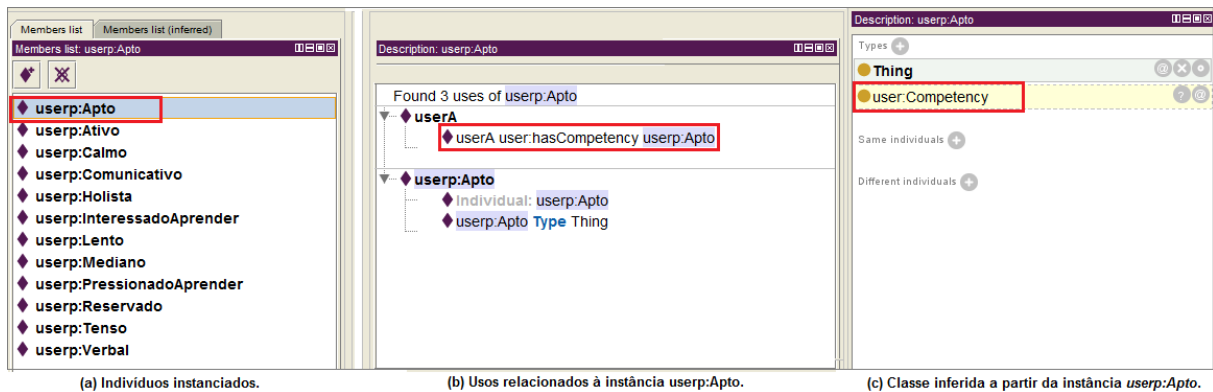 Members list Members list (inferred)
Members list: userp:Apto
userp:Apto
userp:Ativo
userp:Calmo
userp:Comunicativo
userp:Holista
userp:InteressadoAprender
userp:Lento
userp:Mediano
userp:PressionadoAprender
userp:Reservado
userp:Tenso
userp:Verbal
(a) Indivíduos instanciados.
Description: userp:Apto
Found 3 uses of userp:Apto
userA
userA user:hasCompetency userp:Apto
userp:Apto
Individual: userp:Apto
userp:Apto Type Thing
(b) Usos relacionados à instância userp:Apto.
Description: userp:Apto
Types
Thing
user:Competency
Same individuals
Different individuals
(c) Classe inferida a partir da instância userp:Apto.